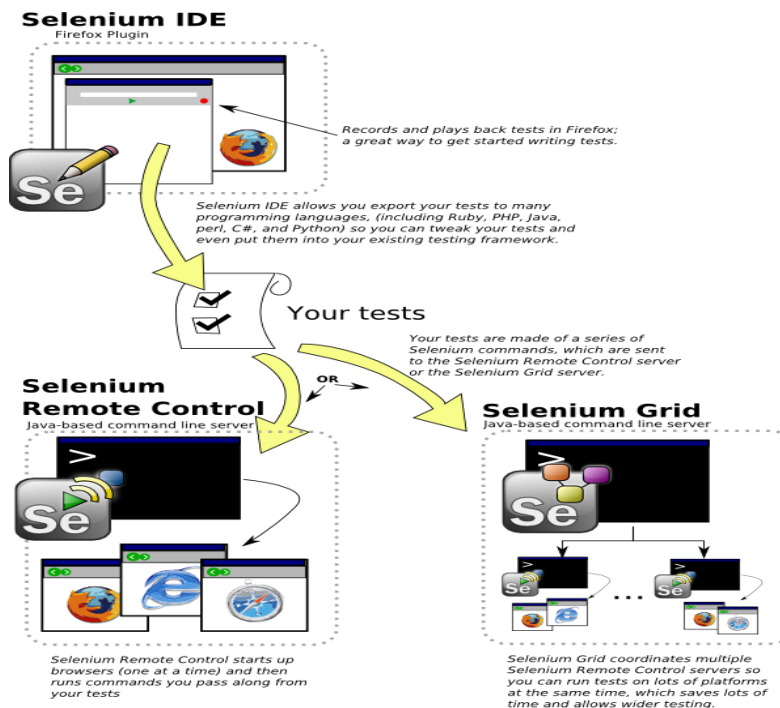 Selenium IDE
Firefox Plugin
Records and plays back tests in Firefox;
a great way to get started writing tests.
Se
Selenium IDE allows you export your tests to many
programming languages, (including Ruby, PHP, Java,
perl, C#, and Python) so you can tweak your tests and
even put them into your existing testing framework.
Your tests
Your tests are made of a series of
Selenium commands, which are sent
to the Selenium Remote Control server
or the Selenium Grid server.
OR
Selenium
Remote Control
Java-based command line server
>
Se
Selenium Remote Control starts up
browsers (one at a time) and then
runs commands you pass along from
your tests
Selenium Grid
Java-based command line server
>
Se
>
Se
...
>
Se
Selenium Grid coordinates multiple
Selenium Remote Control servers so
you can run tests on lots of platforms
at the same time, which saves lots of
time and allows wider testing.